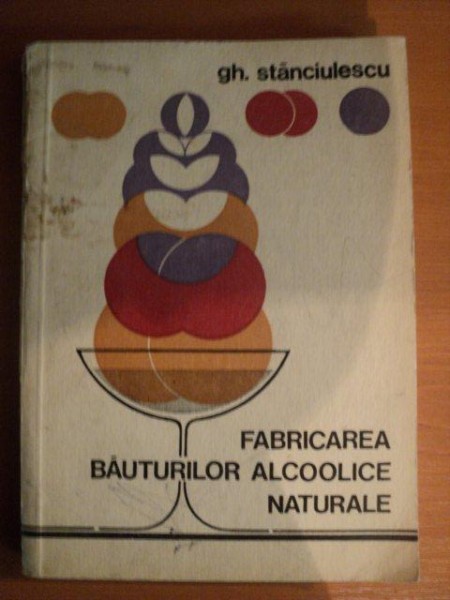 gh. stănciulescu
FABRICAREA
BĂUTURILOR ALCOOLICE
NATURALE